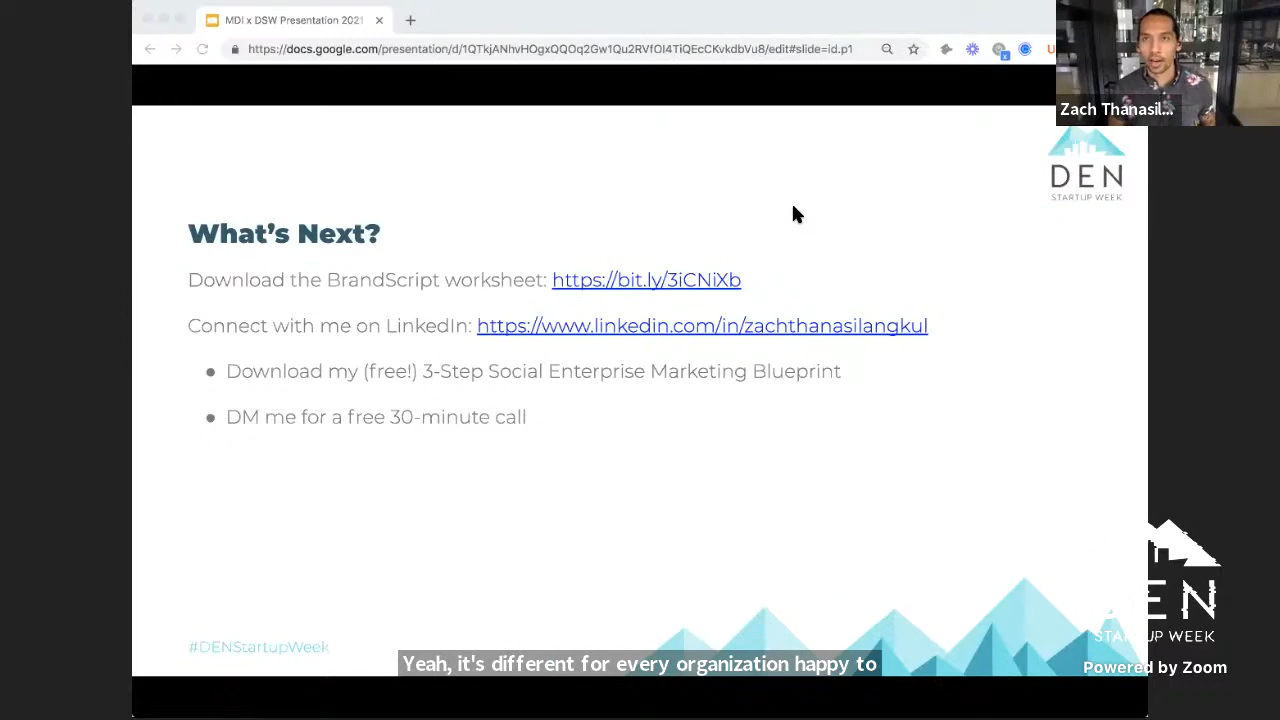 MDI x DSW Presentation 2021
https://docs.google.com/presentation/d/1QTkjANhvHOgxQQOq2Gw1Qu2RVfOI4TiQEcCKvkdbVu8/edit#slide=id.p1
Zach Thanasil...
DEN
STARTUP WEEK
What's Next?
Download the BrandScript worksheet: https://bit.ly/3iCNiXb
Connect with me on LinkedIn: https://www.linkedin.com/in/zachthanasilangkul
● Download my (free!) 3-Step Social Enterprise Marketing Blueprint
● DM me for a free 30-minute call
#DENStartupWeek
Yeah, it's different for every organization happy to
Powered by Zoom